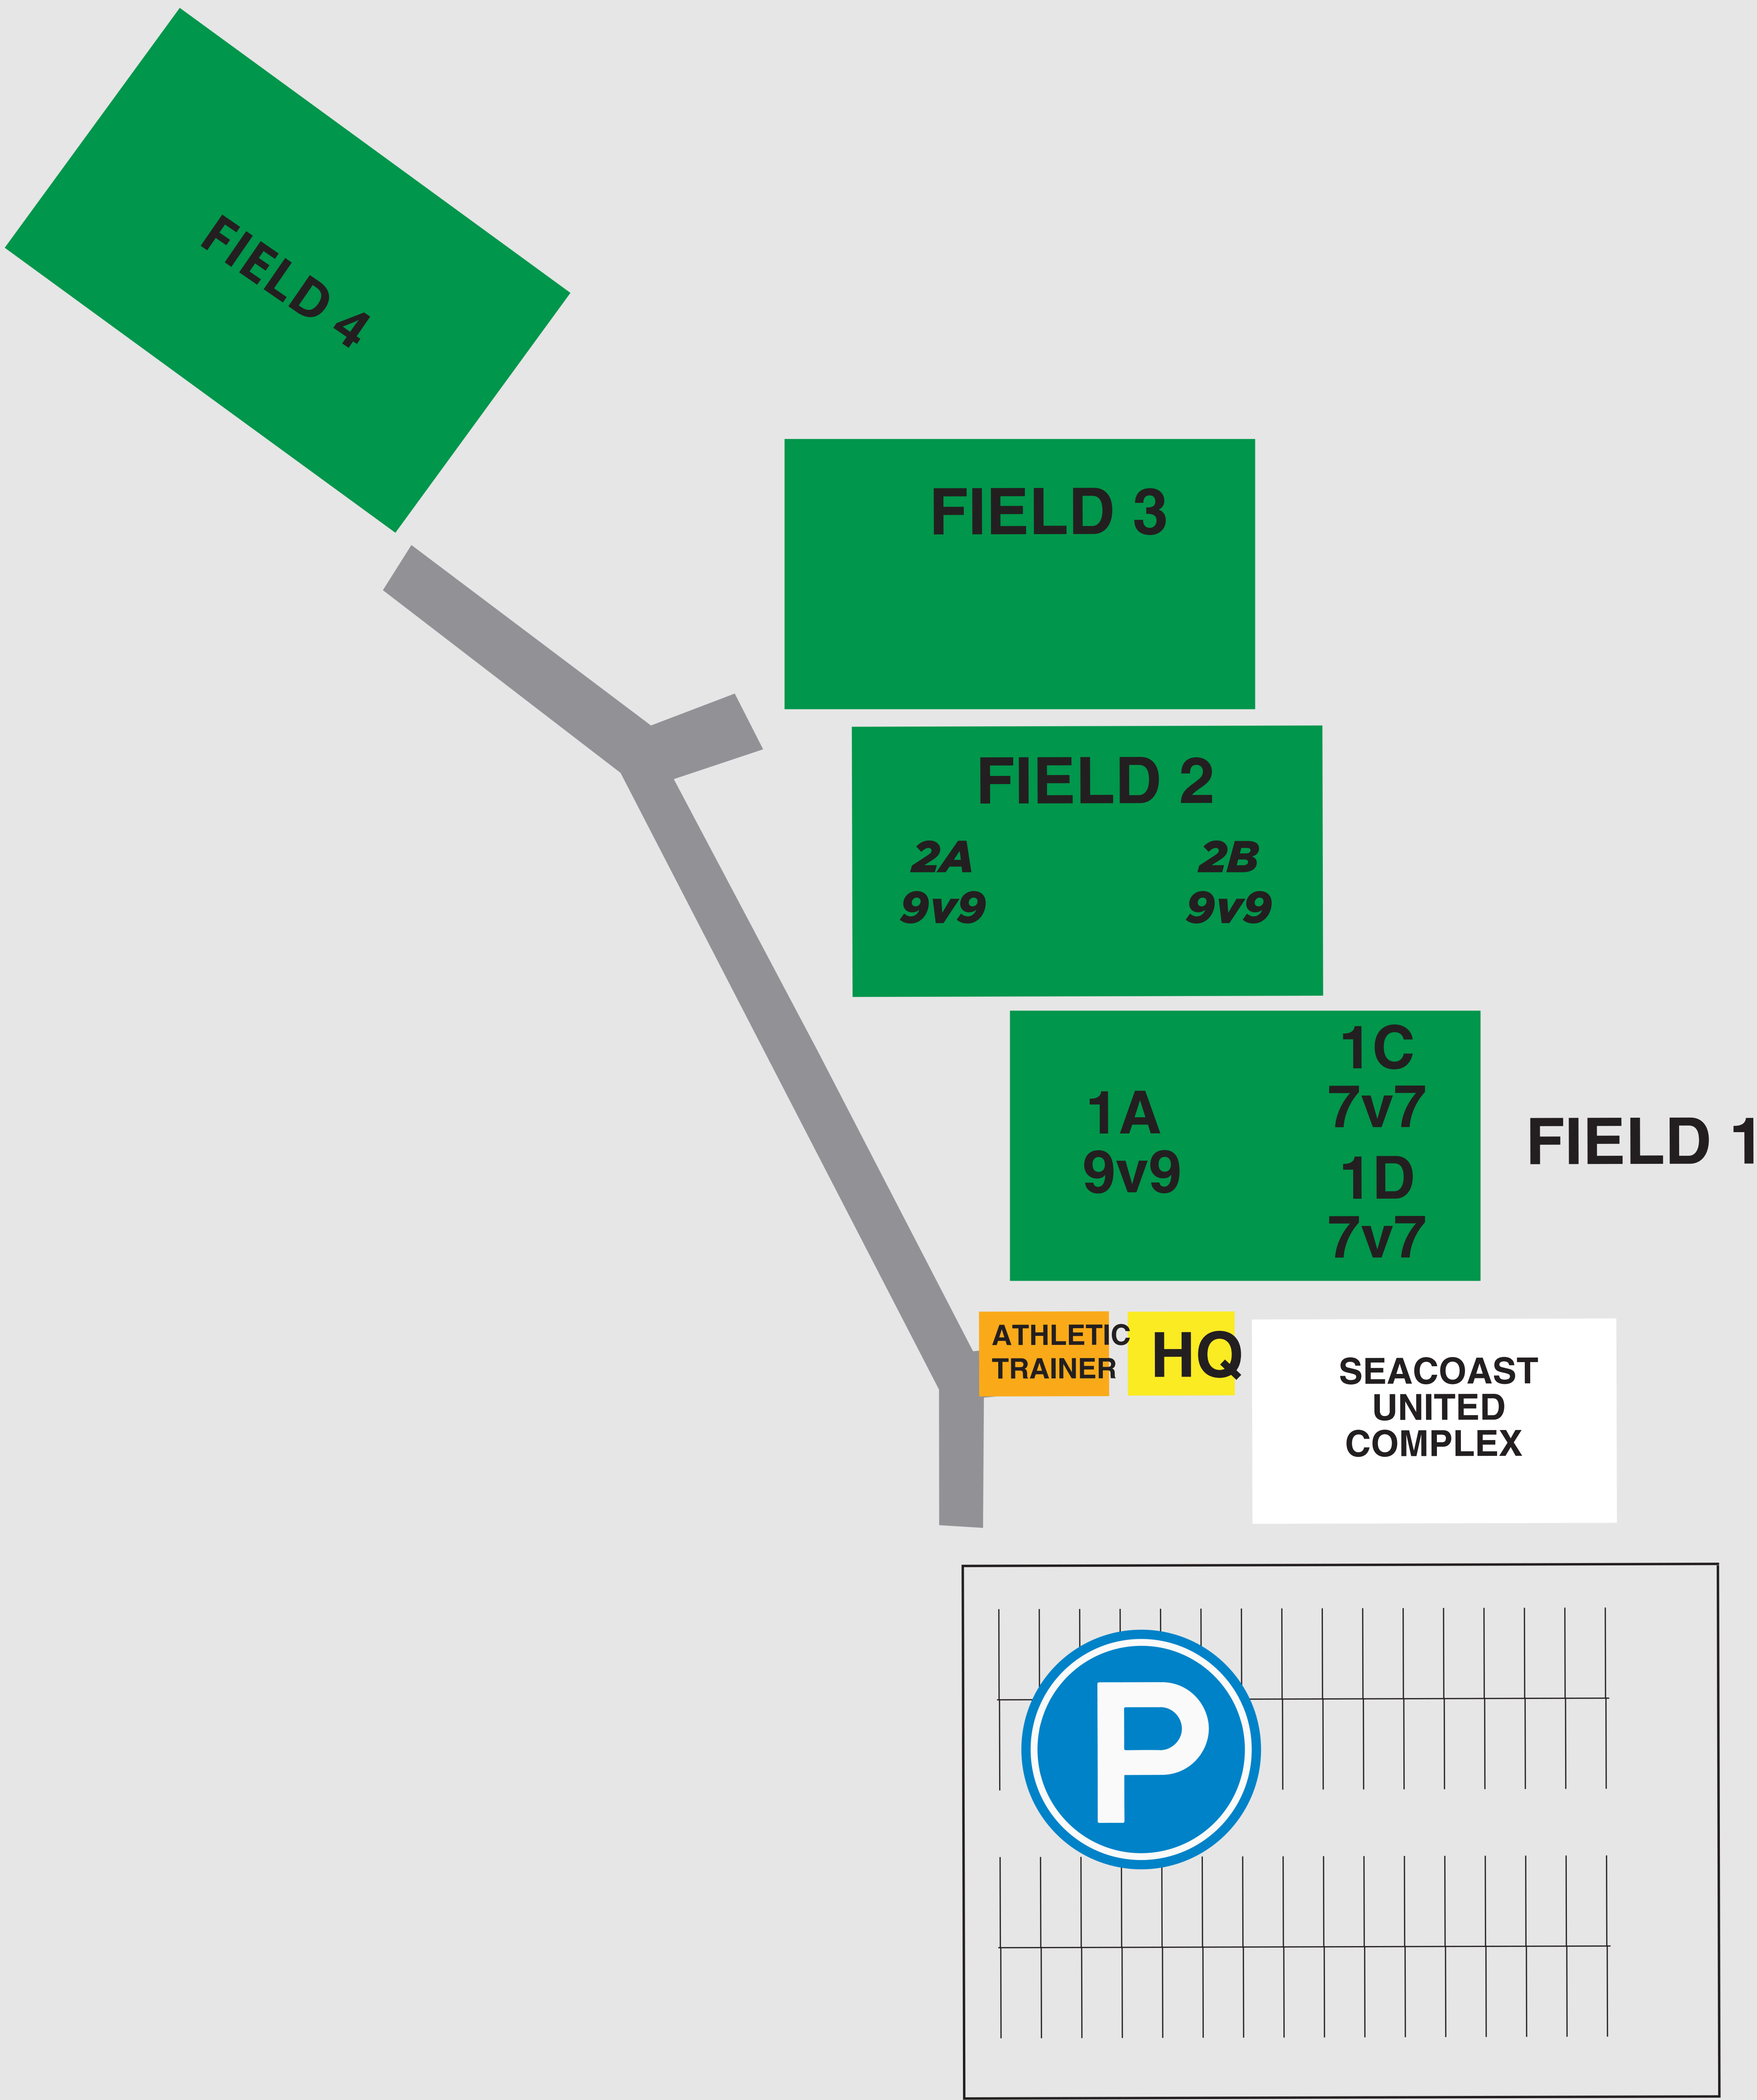 FIELD 4
FIELD 3
FIELD 2
2A
9v9
2B
9v9
1A
9v9
1C
7v7
1D
7v7
FIELD 1
ATHLETIC
TRAINER
HQ
SEACOAST
UNITED
COMPLEX
P